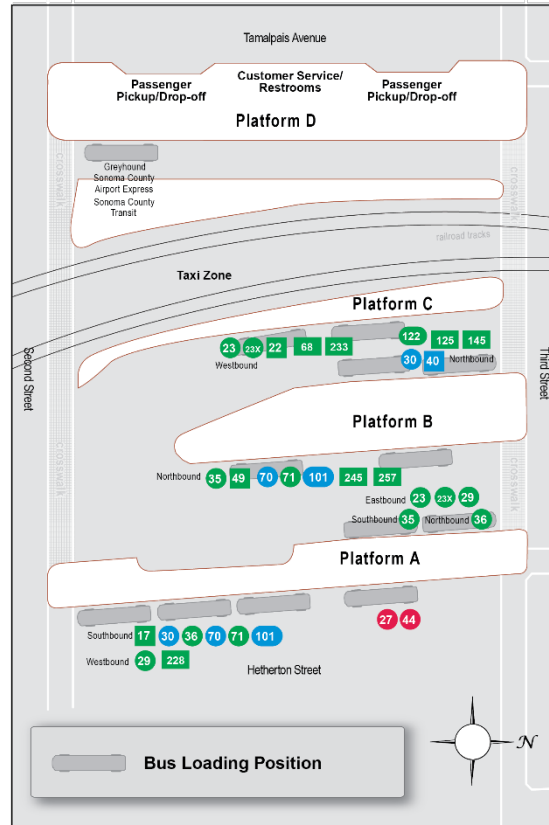 Tamalpais Avenue
Passenger
Pickup/Drop-off
Customer Service/
Restrooms
Passenger
Pickup/Drop-off
Platform D
crosswalk
crosswalk
Greyhound
Sonoma County
Airport Express
Sonoma County
Transit
railroad tracks
Taxi Zone
Platform C
23 23X 22 68 233
Westbound
122 125 145
30 40 Northbound
Second Street
Third Street
Platform B
crosswalk
crosswalk
Northbound 35 49 70 71 101 245 257
Eastbound 23 23X 29
Southbound 35 Northbound 36
Platform A
27 44
Southbound 17 30 36 70 71 101
Westbound 29 228
Hetherton Street
N
Bus Loading Position